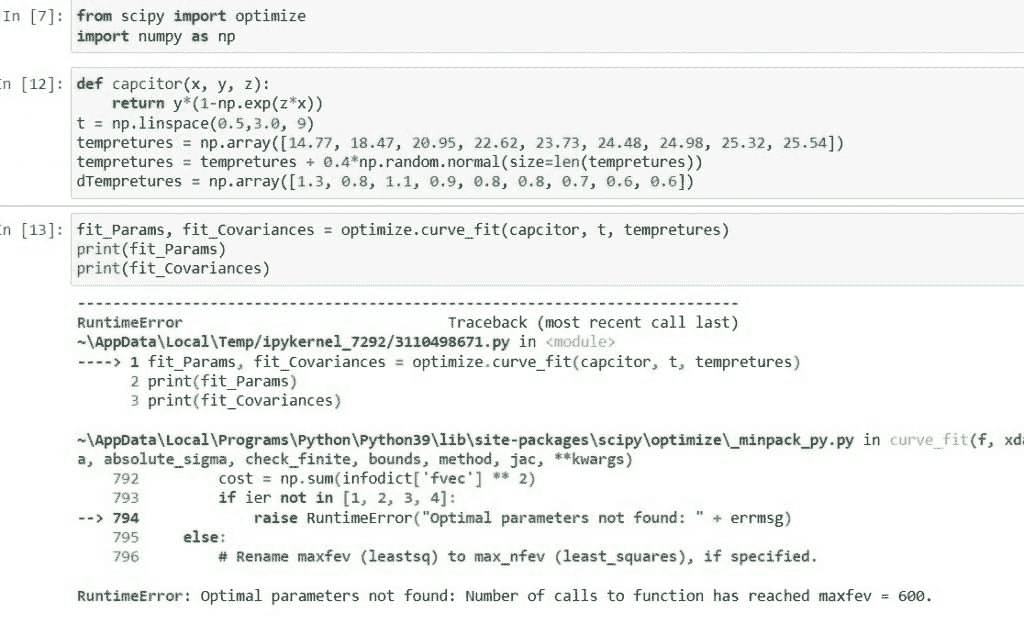 In [7]: from scipy import optimize
import numpy as np
In [12]: def capcitor(x, y, z):
return y*(1-np.exp(z*x))
t = np.linspace(0.5,3.0, 9)
tempretures = np.array([14.77, 18.47, 20.95, 22.62, 23.73, 24.48, 24.98, 25.32, 25.54])
tempretures = tempretures + 0.4*np.random.normal(size=len(tempretures))
dTempretures = np.array([1.3, 0.8, 1.1, 0.9, 0.8, 0.8, 0.7, 0.6, 0.6])
In [13]: fit_Params, fit_Covariances = optimize.curve_fit(capcitor, t, tempretures)
print(fit_Params)
print(fit_Covariances)
---------------------------------------------------------------------------
RuntimeError Traceback (most recent call last)
~\AppData\Local\Temp/ipykernel_7292/3110498671.py in <module>
----> 1 fit_Params, fit_Covariances = optimize.curve_fit(capcitor, t, tempretures)
2 print(fit_Params)
3 print(fit_Covariances)
~\AppData\Local\Programs\Python\Python39\lib\site-packages\scipy\optimize\_minpack_py.py in curve_fit(f, xda
a, absolute_sigma, check_finite, bounds, method, jac, **kwargs)
792 cost = np.sum(infodict['fvec'] ** 2)
793 if ier not in [1, 2, 3, 4]:
--> 794 raise RuntimeError("Optimal parameters not found: " + errmsg)
795 else:
796 # Rename maxfev (leastsq) to max_nfev (least_squares), if specified.
RuntimeError: Optimal parameters not found: Number of calls to function has reached maxfev = 600.